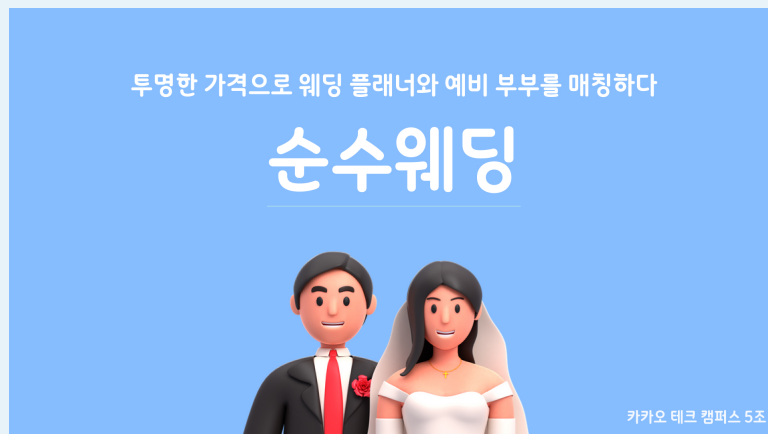 투명한 가격으로 웨딩 플래너와 예비 부부를 매칭하다
순수웨딩
카카오 테크 캠퍼스 5조